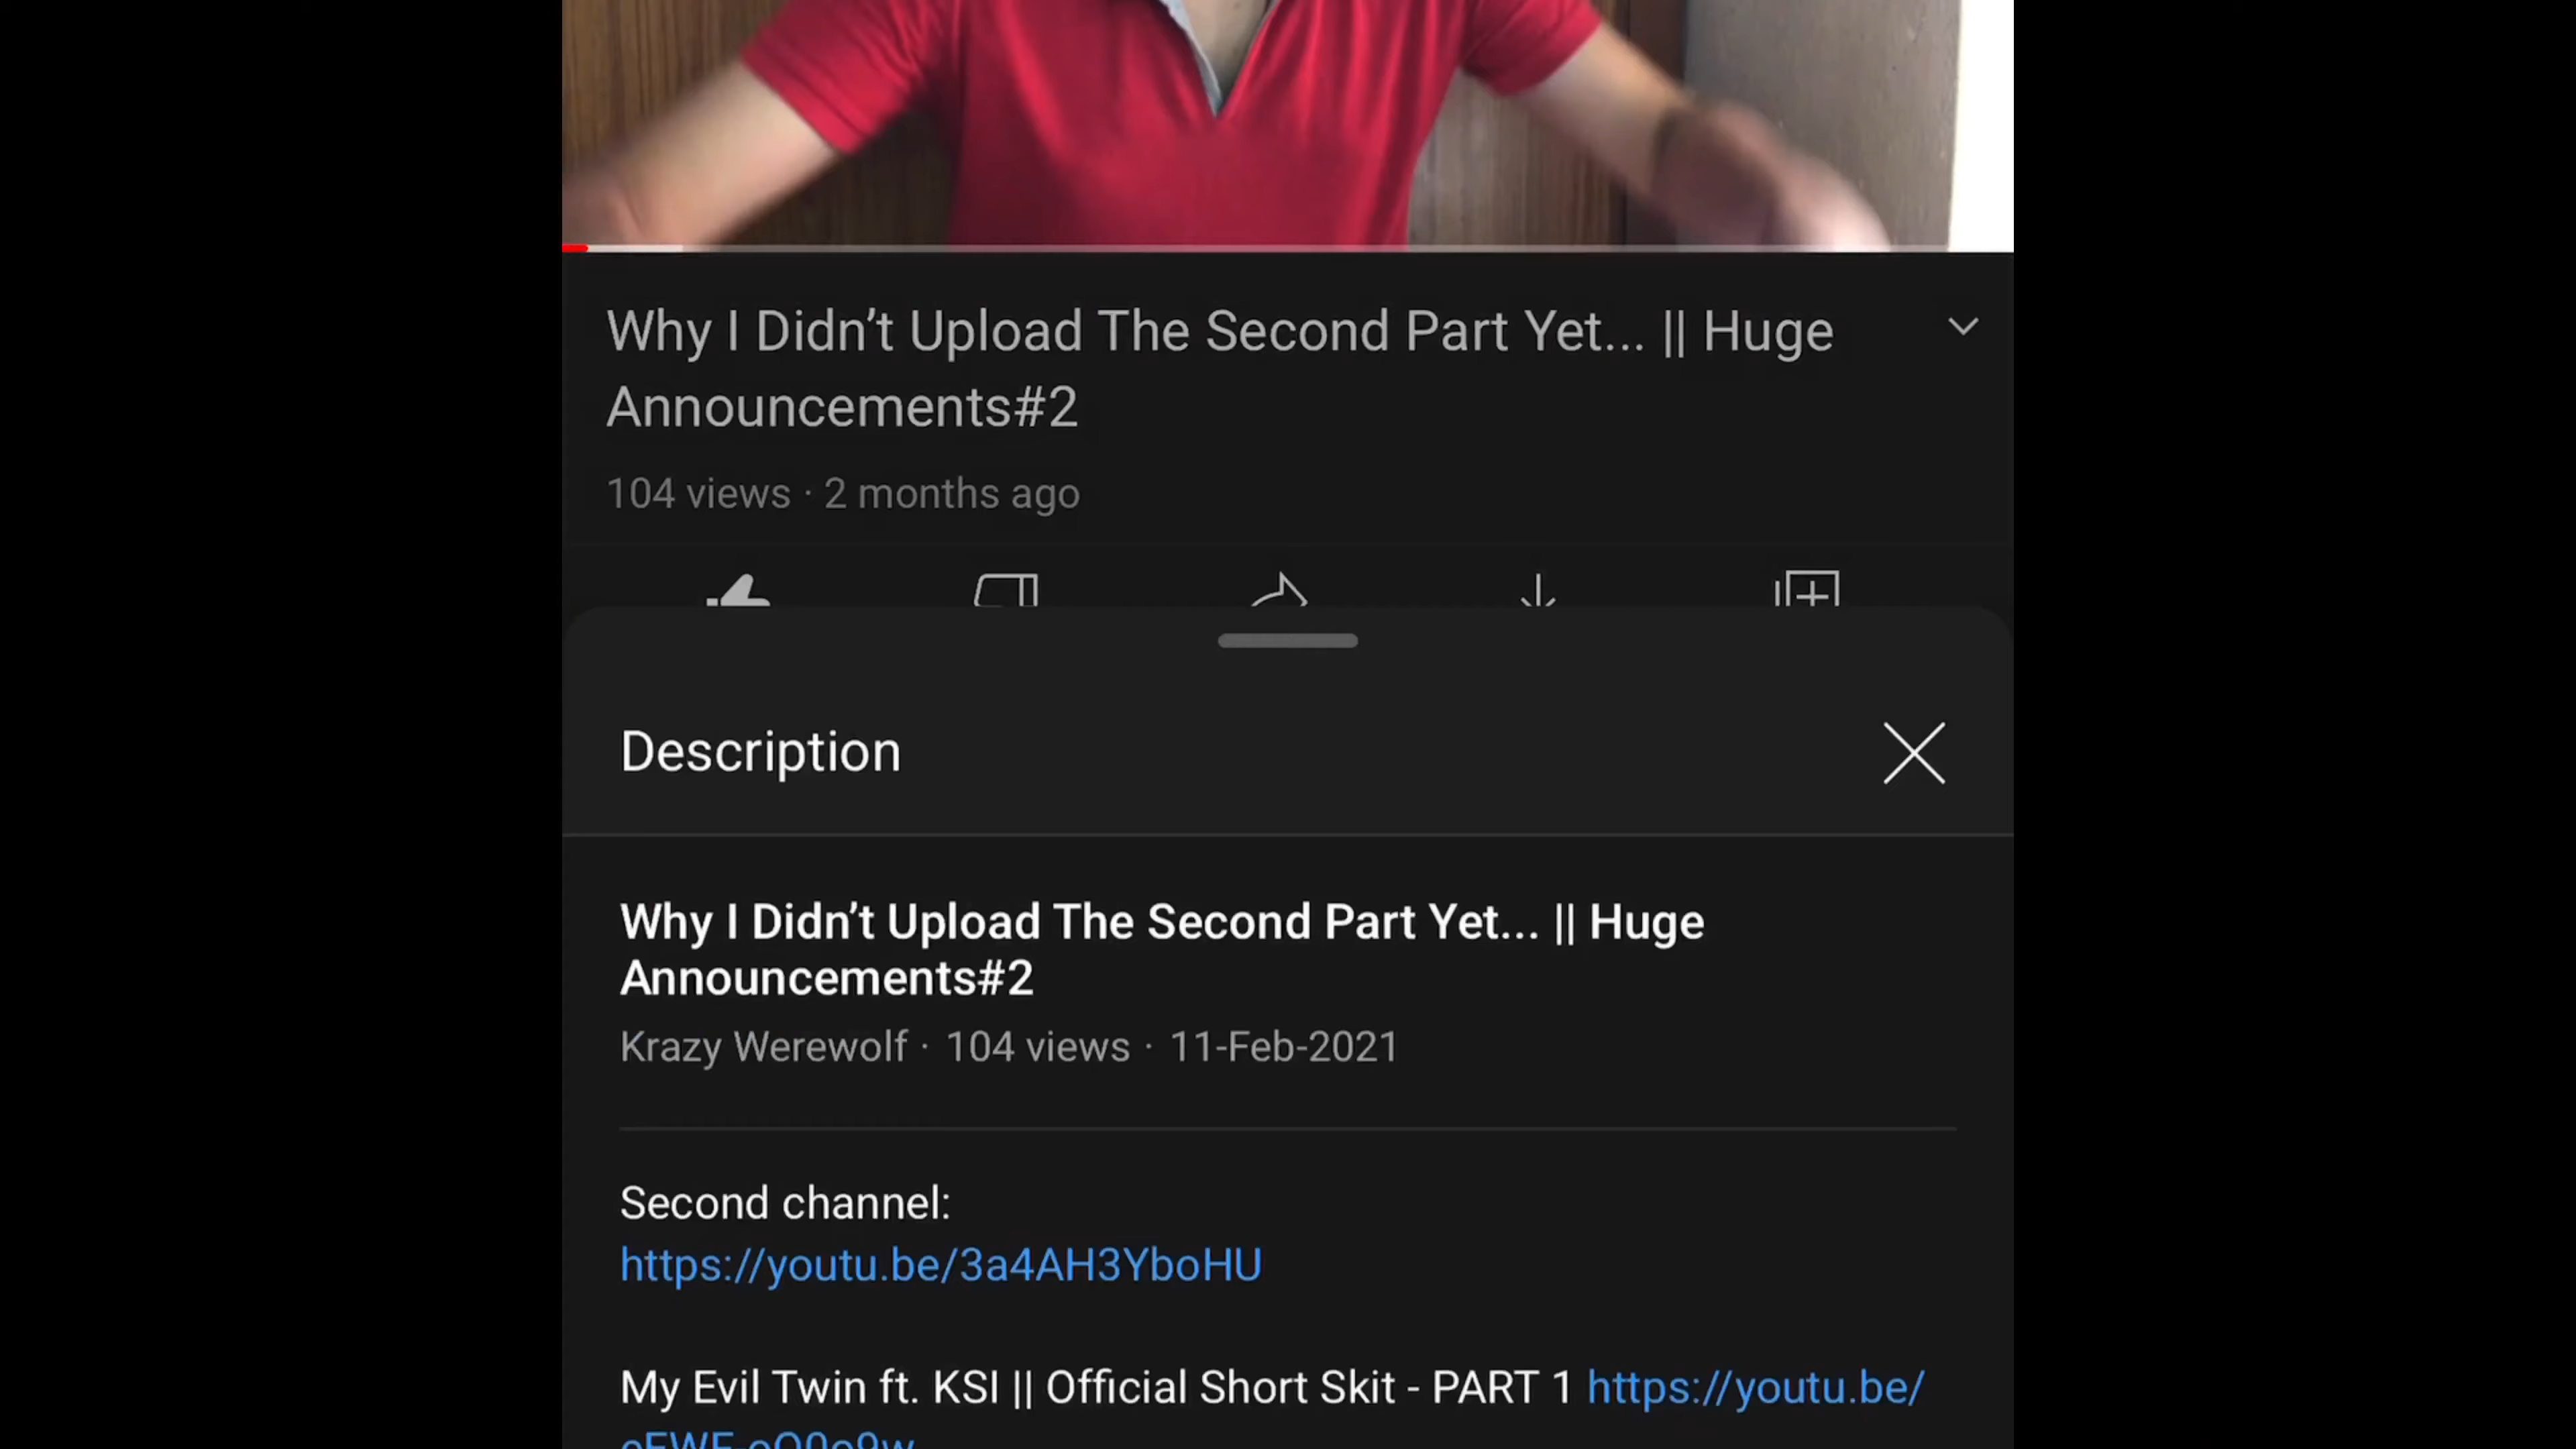 Why I Didn’t Upload The Second Part Yet... || Huge
Announcements#2
104 views · 2 months ago
Description
Why I Didn’t Upload The Second Part Yet... || Huge
Announcements#2
Krazy Werewolf · 104 views · 11-Feb-2021
Second channel:
https://youtu.be/3a4AH3YboHU
My Evil Twin ft. KSI || Official Short Skit - PART 1 https://youtu.be/